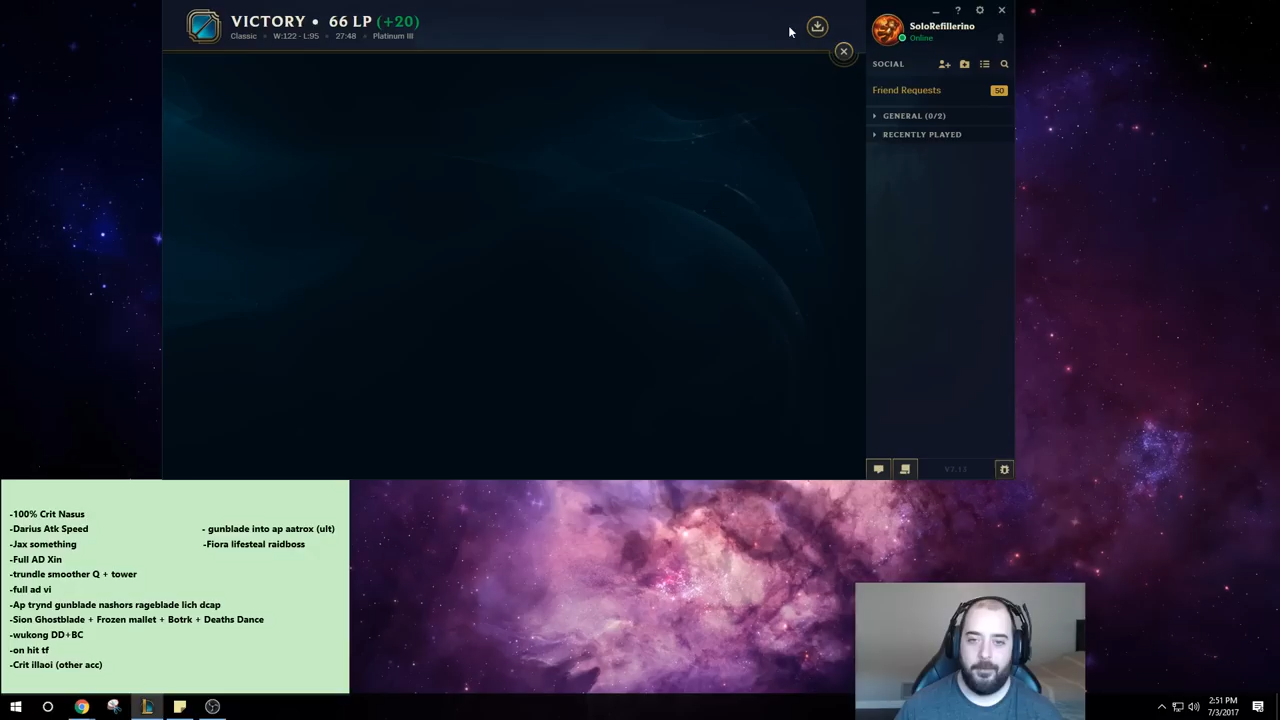 VICTORY • 66 LP (+20)
Classic • W:122 - L:95 • 27:48 • Platinum III
SoloRefillerino
Online
SOCIAL
Friend Requests 50
GENERAL (0/2)
RECENTLY PLAYED
V7.13
-100% Crit Nasus
-Darius Atk Speed
- gunblade into ap aatrox (ult)
-Jax something
-Fiora lifesteal raidboss
-Full AD Xin
-trundle smoother Q + tower
-full ad vi
-Ap trynd gunblade nashors rageblade lich dcap
-Sion Ghostblade + Frozen mallet + Botrk + Deaths Dance
-wukong DD+BC
-on hit tf
-Crit illaoi (other acc)
2:51 PM
7/3/2017